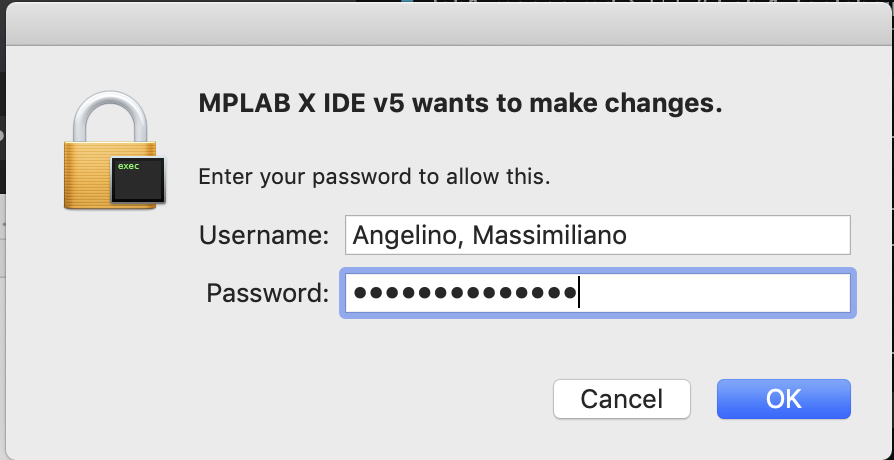 MPLAB X IDE v5 wants to make changes.
exec
Enter your password to allow this.
Username: Angelino, Massimiliano
Password: ••••••••••••••
Cancel OK